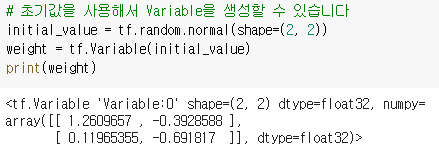 # 초기값을 사용해서 Variable을 생성할 수 있습니다
initial_value = tf.random.normal(shape=(2, 2))
weight = tf.Variable(initial_value)
print(weight)
<tf.Variable 'Variable:0' shape=(2, 2) dtype=float32, numpy=
array([[ 1.2609657 , -0.3928588 ],
[ 0.11965355, -0.691817 ]], dtype=float32)>